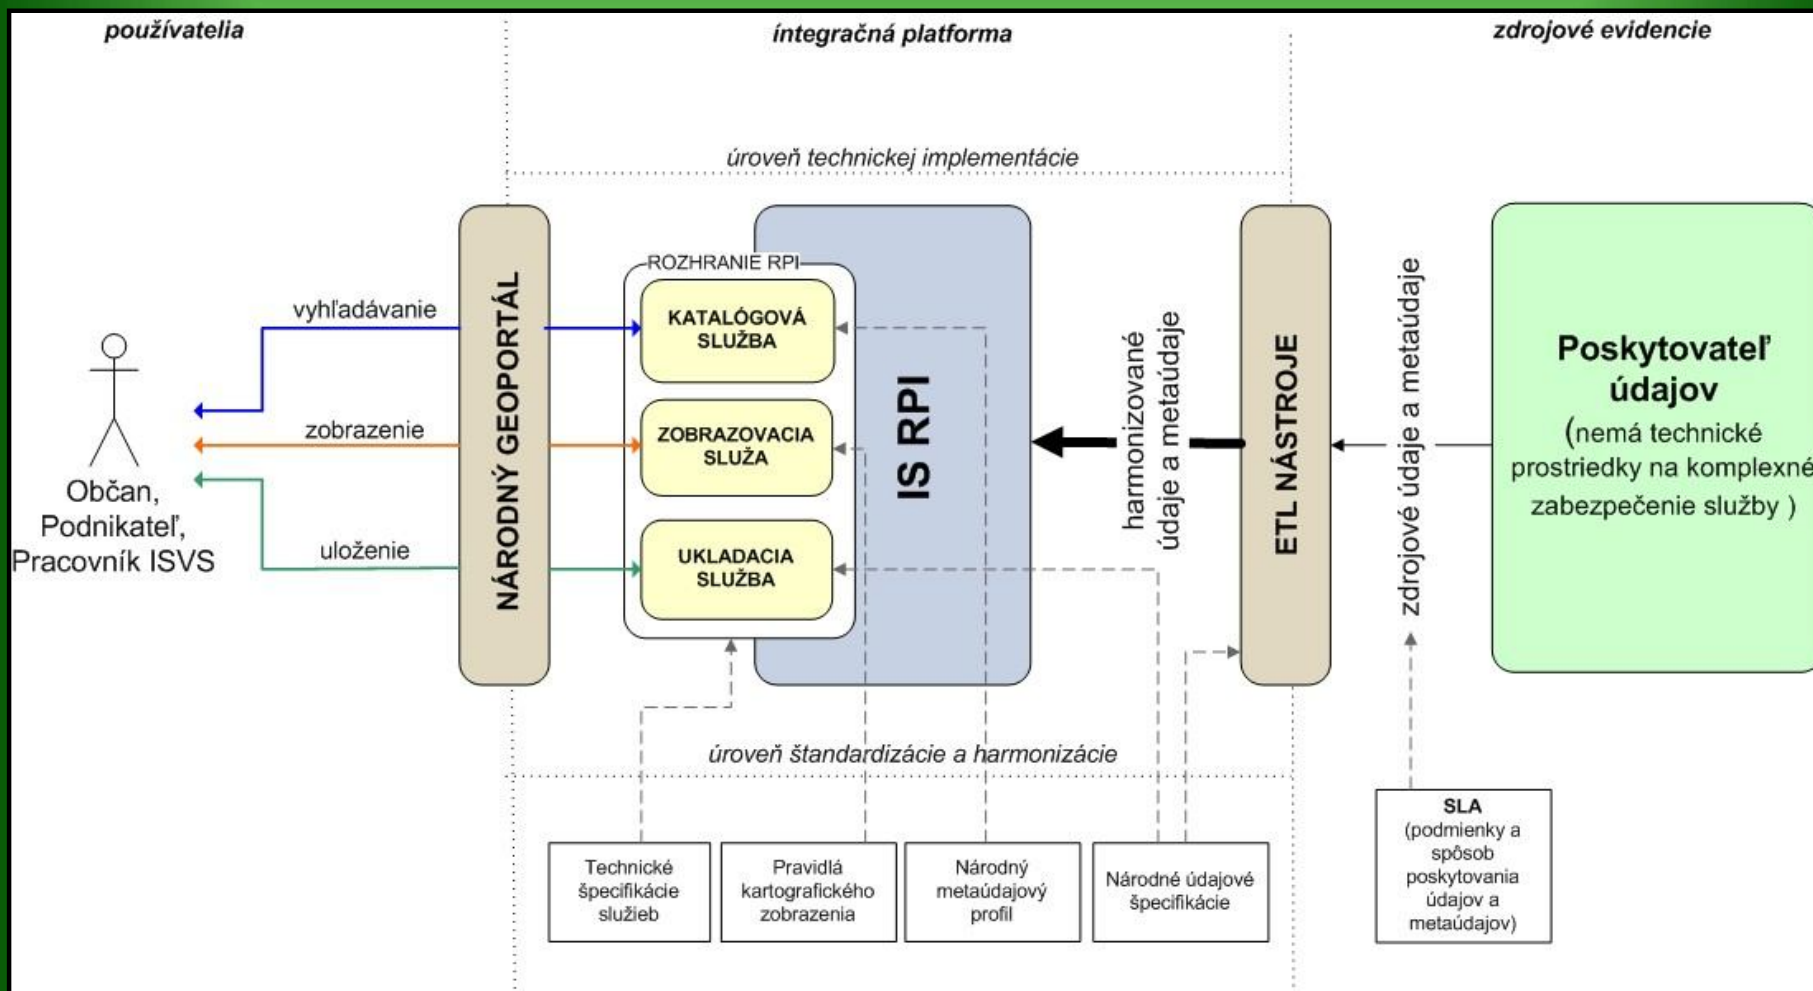 používatelia
íntegračná platforma
zdrojové evidencie
úroveň technickej implementácie
Občan,
Podnikateľ,
Pracovník ISVS
vyhľadávanie
zobrazenie
uloženie
NÁRODNÝ GEOPORTÁL
ROZHRANIE RPI
KATALÓGOVÁ
SLUŽBA
ZOBRAZOVACIA
SLUŽA
UKLADACIA
SLUŽBA
IS RPI
harmonizované
údaje a metaúdaje
ETL NÁSTROJE
zdrojové údaje a metaúdaje
Poskytovateľ
údajov
(nemá technické
prostriedky na komplexné
zabezpečenie služby )
úroveň štandardizácie a harmonizácie
Technické
špecifikácie
služieb
Pravidlá
kartografického
zobrazenia
Národný
metaúdajový
profil
Národné údajové
špecifikácie
SLA
(podmienky a
spôsob
poskytovania
údajov a
metaúdajov)